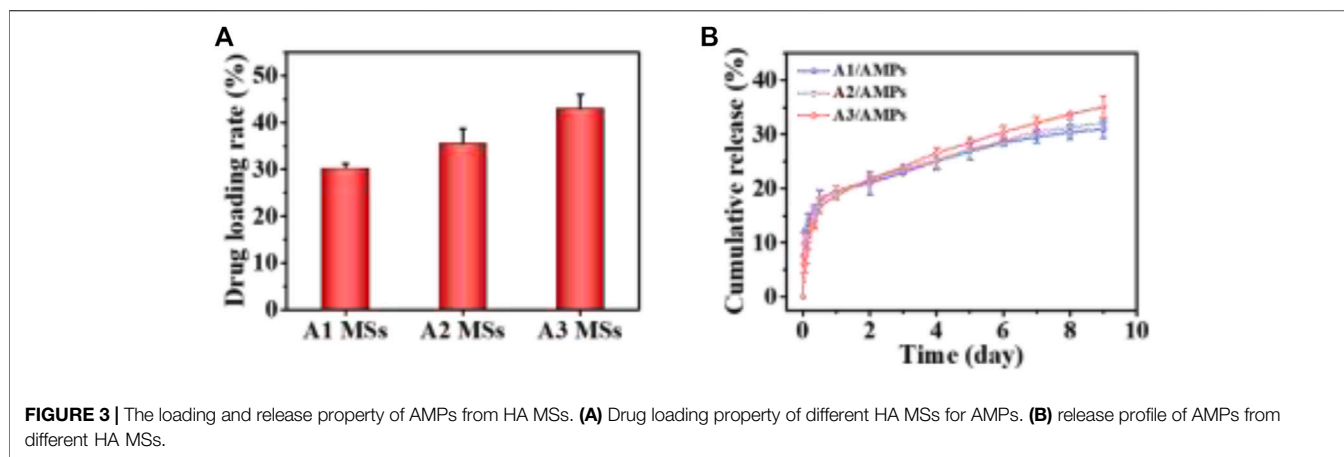 A
Drug loading rate (%)
50
40
30
20
10
0
A1 MSs A2 MSs A3 MSs
B
Cumulative release (%)
40
30
20
10
0
A1/AMPs
A2/AMPs
A3/AMPs
0 2 4 6 8 10
Time (day)
FIGURE 3 | The loading and release property of AMPs from HA MSs. (A) Drug loading property of different HA MSs for AMPs. (B) release profile of AMPs from
different HA MSs.